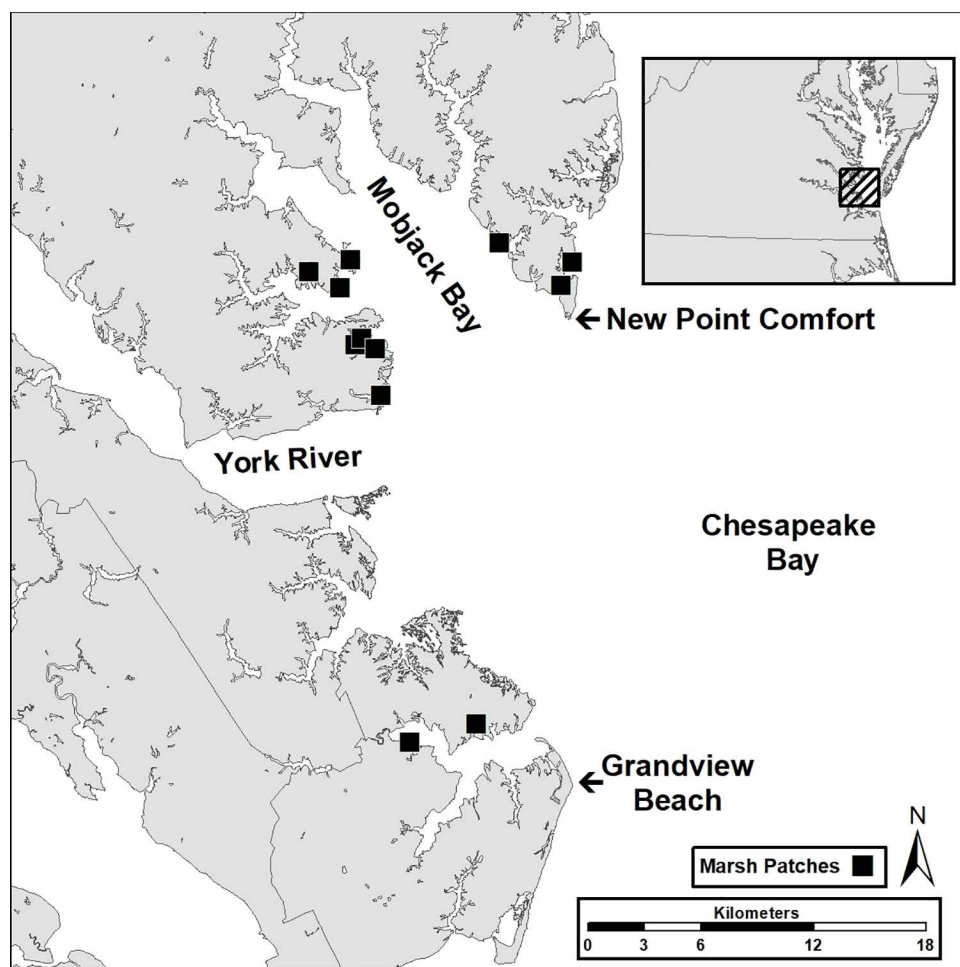 Mobjack Bay
New Point Comfort
York River
Chesapeake
Bay
Grandview
Beach
N
Marsh Patches
Kilometers
0 3 6 12 18